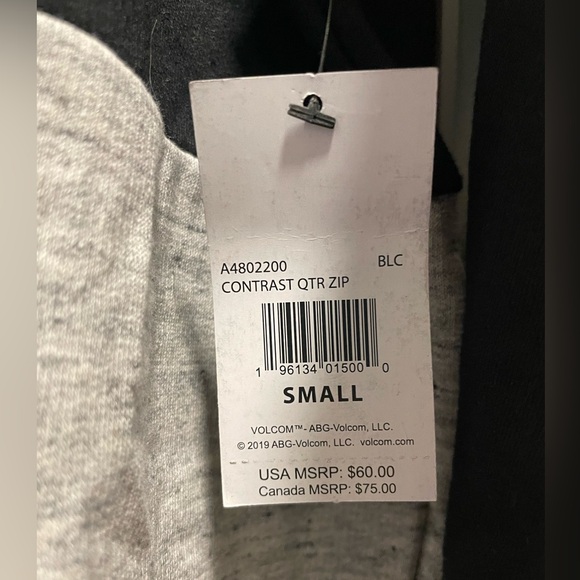 A4802200 BLC
CONTRAST QTR ZIP
1 96134 01500 0
SMALL
VOLCOM™- ABG-Volcom, LLC.
© 2019 ABG-Volcom, LLC. volcom.com
USA MSRP: $60.00
Canada MSRP: $75.00